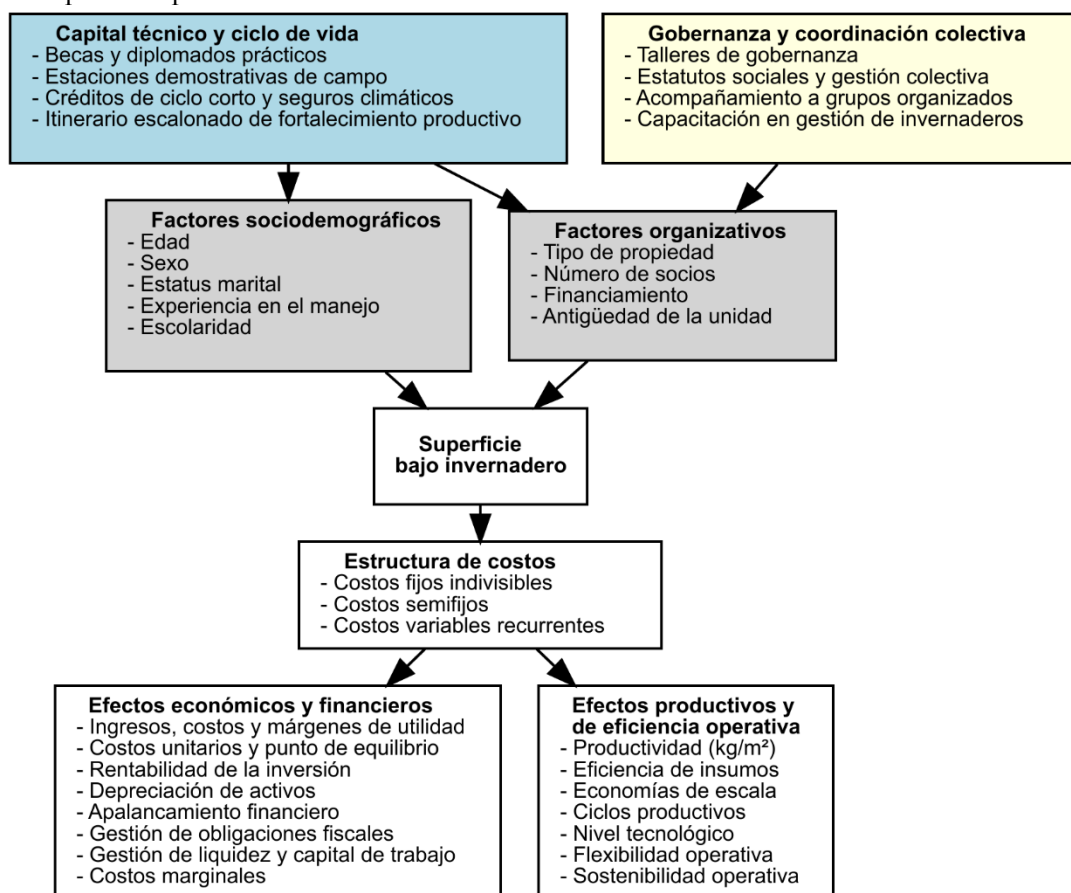 Capital técnico y ciclo de vida
- Becas y diplomados prácticos
- Estaciones demostrativas de campo
- Créditos de ciclo corto y seguros climáticos
- Itinerario escalonado de fortalecimiento productivo
Gobernanza y coordinación colectiva
- Talleres de gobernanza
- Estatutos sociales y gestión colectiva
- Acompañamiento a grupos organizados
- Capacitación en gestión de invernaderos
Factores sociodemográficos
- Edad
- Sexo
- Estatus marital
- Experiencia en el manejo
- Escolaridad
Factores organizativos
- Tipo de propiedad
- Número de socios
- Financiamiento
- Antigüedad de la unidad
Superficie
bajo invernadero
Estructura de costos
- Costos fijos indivisibles
- Costos semifijos
- Costos variables recurrentes
Efectos económicos y financieros
- Ingresos, costos y márgenes de utilidad
- Costos unitarios y punto de equilibrio
- Rentabilidad de la inversión
- Depreciación de activos
- Apalancamiento financiero
- Gestión de obligaciones fiscales
- Gestión de liquidez y capital de trabajo
- Costos marginales
Efectos productivos y
de eficiencia operativa
- Productividad (kg/m²)
- Eficiencia de insumos
- Economías de escala
- Ciclos productivos
- Nivel tecnológico
- Flexibilidad operativa
- Sostenibilidad operativa